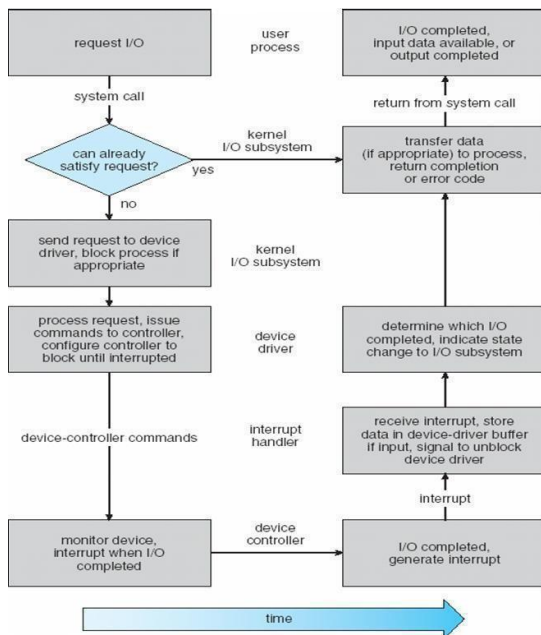 request I/O
user
process
I/O completed,
input data available, or
output completed
system call
return from system call
can already
satisfy request?
yes
no
kernel
I/O subsystem
transfer data
(if appropriate) to process,
return completion
or error code
send request to device
driver, block process if
appropriate
kernel
I/O subsystem
process request, issue
commands to controller,
configure controller to
block until interrupted
device
driver
determine which I/O
completed, indicate state
change to I/O subsystem
device-controller commands
interrupt
handler
receive interrupt, store
data in device-driver buffer
if input, signal to unblock
device driver
interrupt
monitor device,
interrupt when I/O
completed
device
controller
I/O completed,
generate interrupt
time